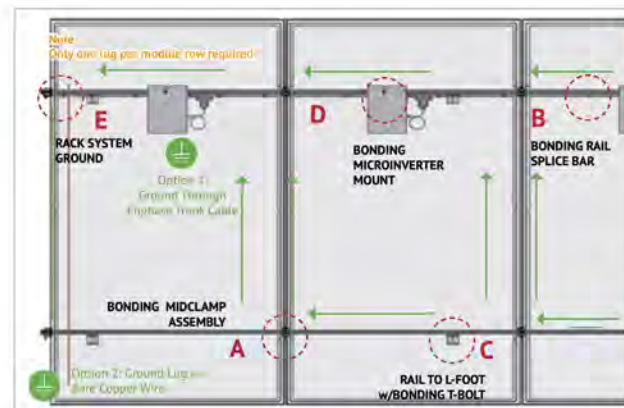 Note
Only one lug per module row required
E
D
B
RACK SYSTEM
GROUND
BONDING
MICROINVERTER
MOUNT
BONDING RAIL
SPLICE BAR
Option 1:
Ground Through
Enphase Trunk Cable
BONDING MIDCLAMP
ASSEMBLY
A
C
Option 2: Ground Lug
Bare Copper Wire
RAIL TO L-FOOT
w/BONDING T-BOLT